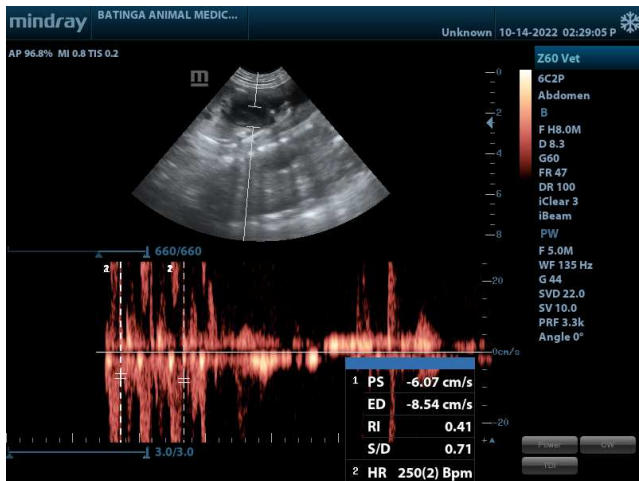 mindray
BATINGA ANIMAL MEDIC...
Unknown 10-14-2022 02:29:05 P
AP 96.8% MI 0.8 TIS 0.2
m
Z60 Vet
6C2P
Abdomen
B
F H8.0M
D 8.3
G60
FR 47
DR 100
iClear 3
iBeam
PW
F 5.0M
WF 135 Hz
G 44
SVD 22.0
SV 10.0
PRF 3.3k
Angle 0°
0
2
4
6
8
660/660
2
2
20
0cm/s
-20
3.0/3.0
1 PS -6.07 cm/s
ED -8.54 cm/s
RI 0.41
S/D 0.71
2 HR 250(2) Bpm
Power
CW
TDI